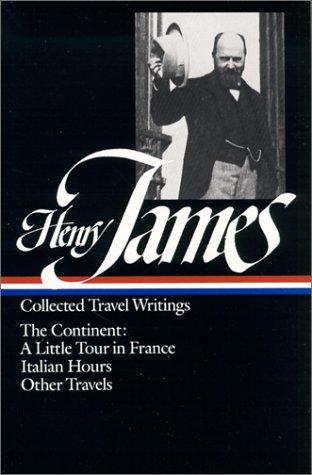 Henry James
Collected Travel Writings
The Continent:
A Little Tour in France
Italian Hours
Other Travels